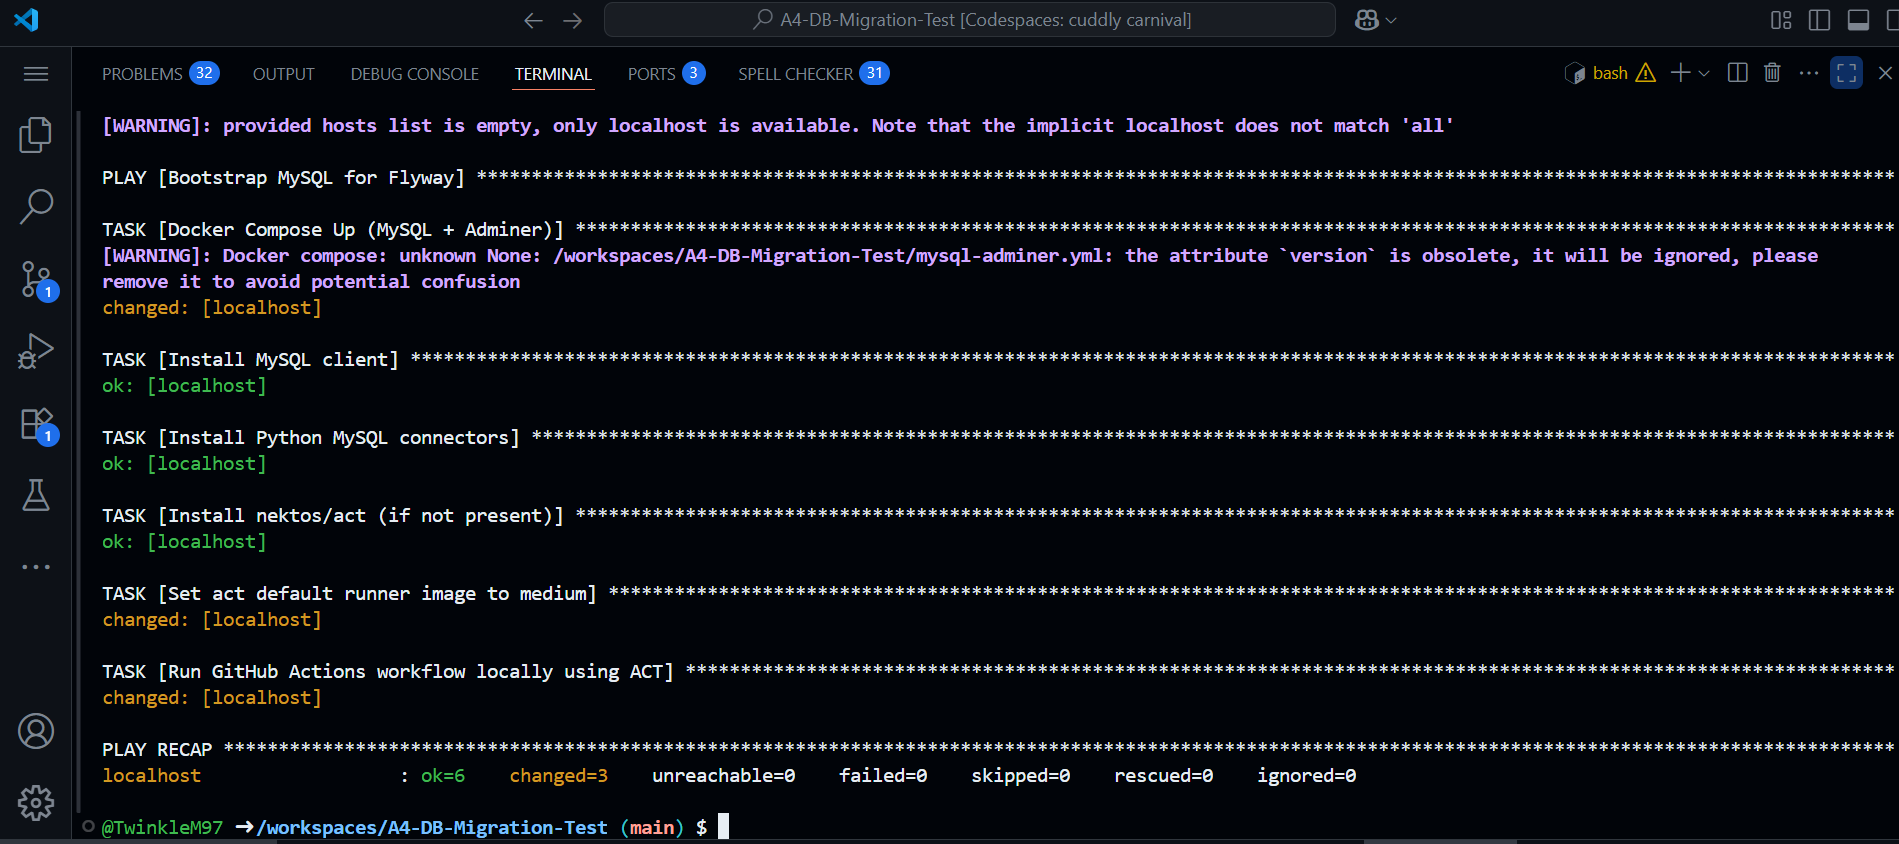 A4-DB-Migration-Test [Codespaces: cuddly carnival]
PROBLEMS 32 OUTPUT DEBUG CONSOLE TERMINAL PORTS 3 SPELL CHECKER 31 bash
[WARNING]: provided hosts list is empty, only localhost is available. Note that the implicit localhost does not match 'all'
PLAY [Bootstrap MySQL for Flyway] *********************************************************************************************************************************
TASK [Docker Compose Up (MySQL + Adminer)] ************************************************************************************************************************
[WARNING]: Docker compose: unknown None: /workspaces/A4-DB-Migration-Test/mysql-adminer.yml: the attribute `version` is obsolete, it will be ignored, please
remove it to avoid potential confusion
changed: [localhost]
TASK [Install MySQL client] ***************************************************************************************************************************************
ok: [localhost]
TASK [Install Python MySQL connectors] ****************************************************************************************************************************
ok: [localhost]
TASK [Install nektos/act (if not present)] ************************************************************************************************************************
ok: [localhost]
TASK [Set act default runner image to medium] *********************************************************************************************************************
changed: [localhost]
TASK [Run GitHub Actions workflow locally using ACT] **************************************************************************************************************
changed: [localhost]
PLAY RECAP ********************************************************************************************************************************************************
localhost : ok=6 changed=3 unreachable=0 failed=0 skipped=0 rescued=0 ignored=0
@TwinkleM97 ➜/workspaces/A4-DB-Migration-Test (main) $
1
1